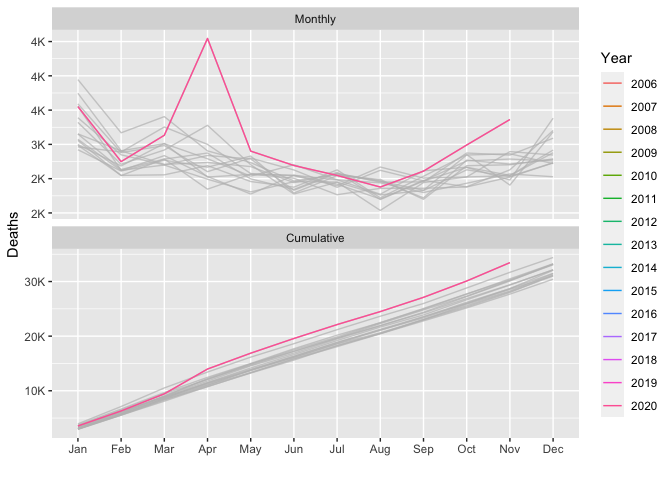 Monthly
4K
4K
4K
3K
2K
2K
Deaths
Cumulative
30K
20K
10K
Jan Feb Mar Apr May Jun Jul Aug Sep Oct Nov Dec
Year
2006
2007
2008
2009
2010
2011
2012
2013
2014
2015
2016
2017
2018
2019
2020